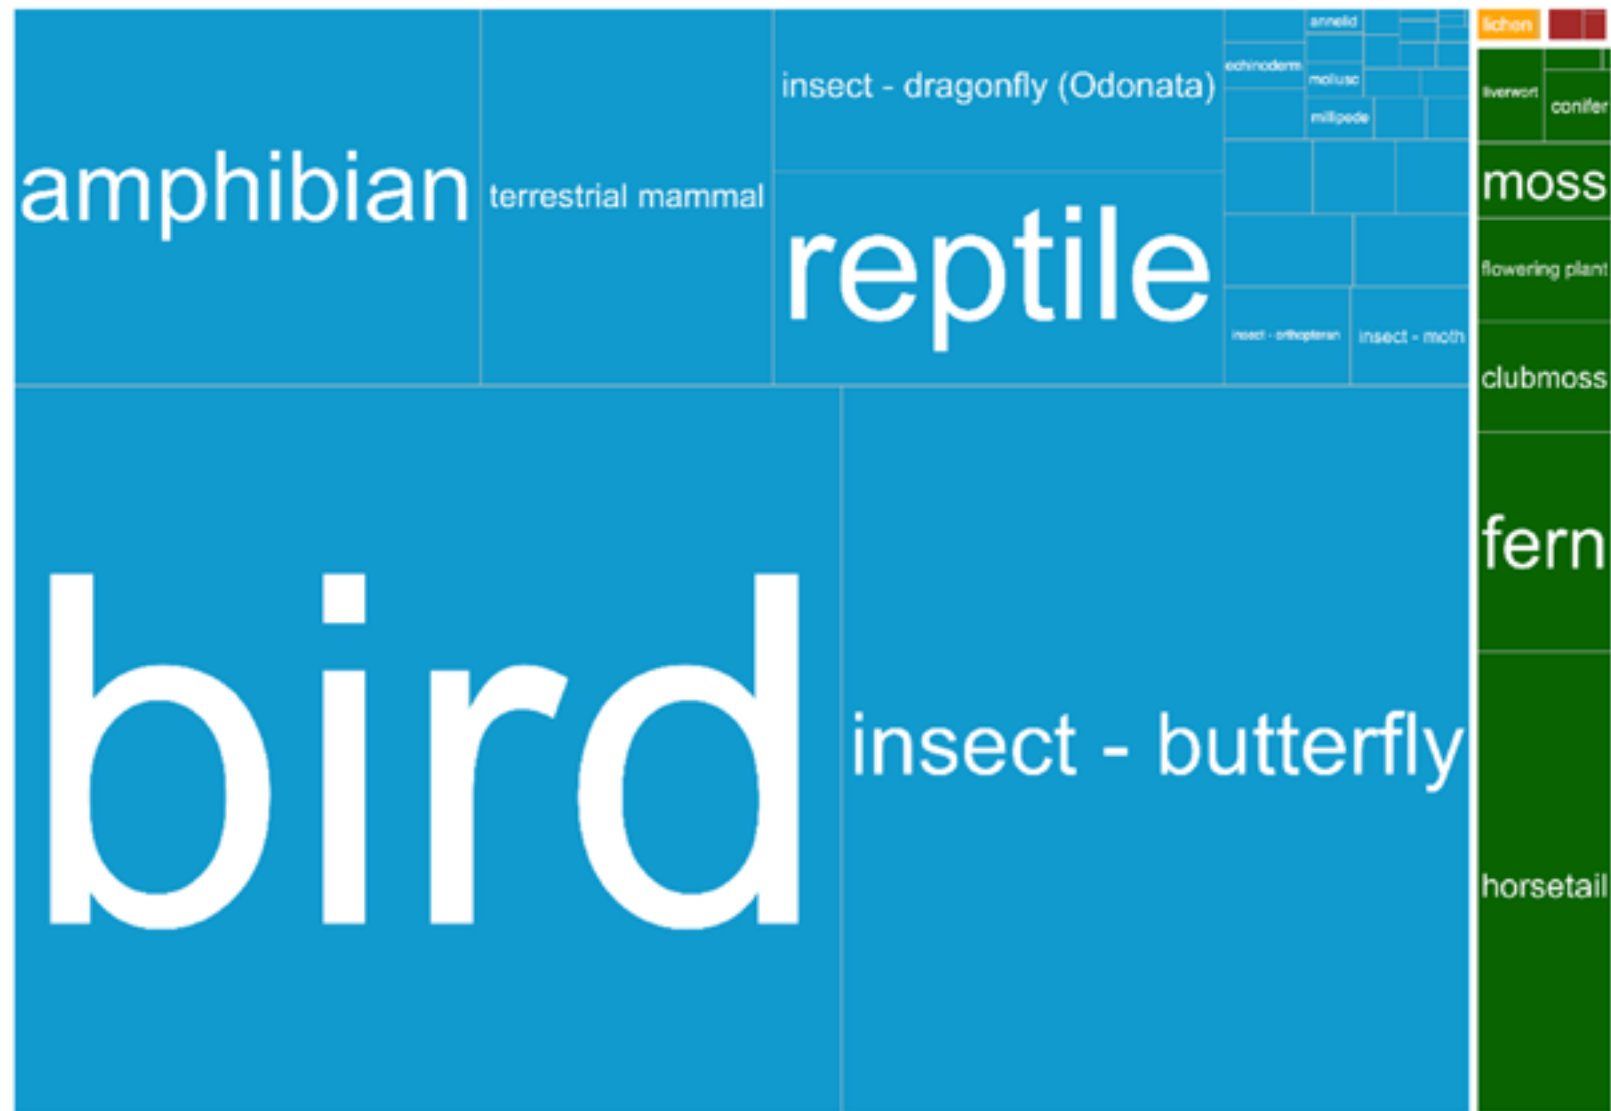 amphibian
terrestrial mammal
insect - dragonfly (Odonata)
reptile
annelid
echinoderm
mollusc
millipede
insect - orthopteran
insect - moth
bird
insect - butterfly
lichen
liverwort
conifer
moss
flowering plant
clubmoss
fern
horsetail